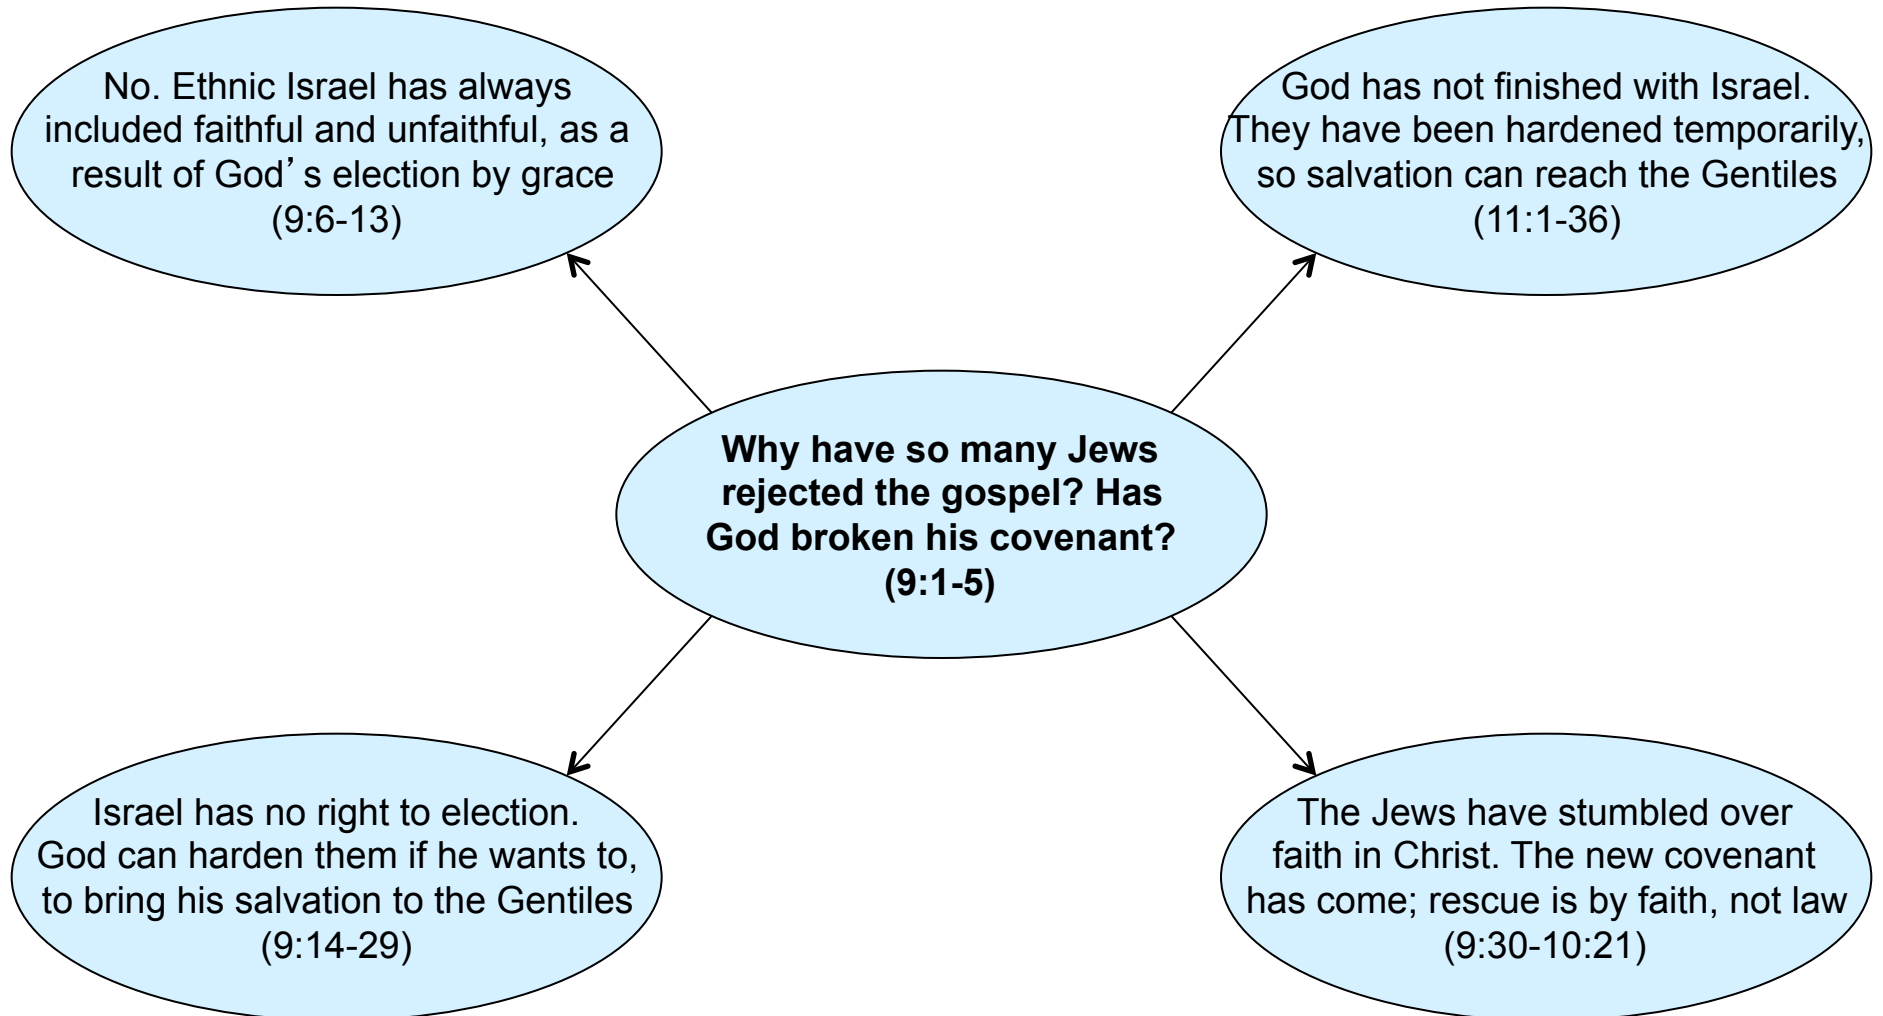 No. Ethnic Israel has always
included faithful and unfaithful, as a
result of God’s election by grace
(9:6-13)
God has not finished with Israel.
They have been hardened temporarily,
so salvation can reach the Gentiles
(11:1-36)
Why have so many Jews
rejected the gospel? Has
God broken his covenant?
(9:1-5)
Israel has no right to election.
God can harden them if he wants to,
to bring his salvation to the Gentiles
(9:14-29)
The Jews have stumbled over
faith in Christ. The new covenant
has come; rescue is by faith, not law
(9:30-10:21)